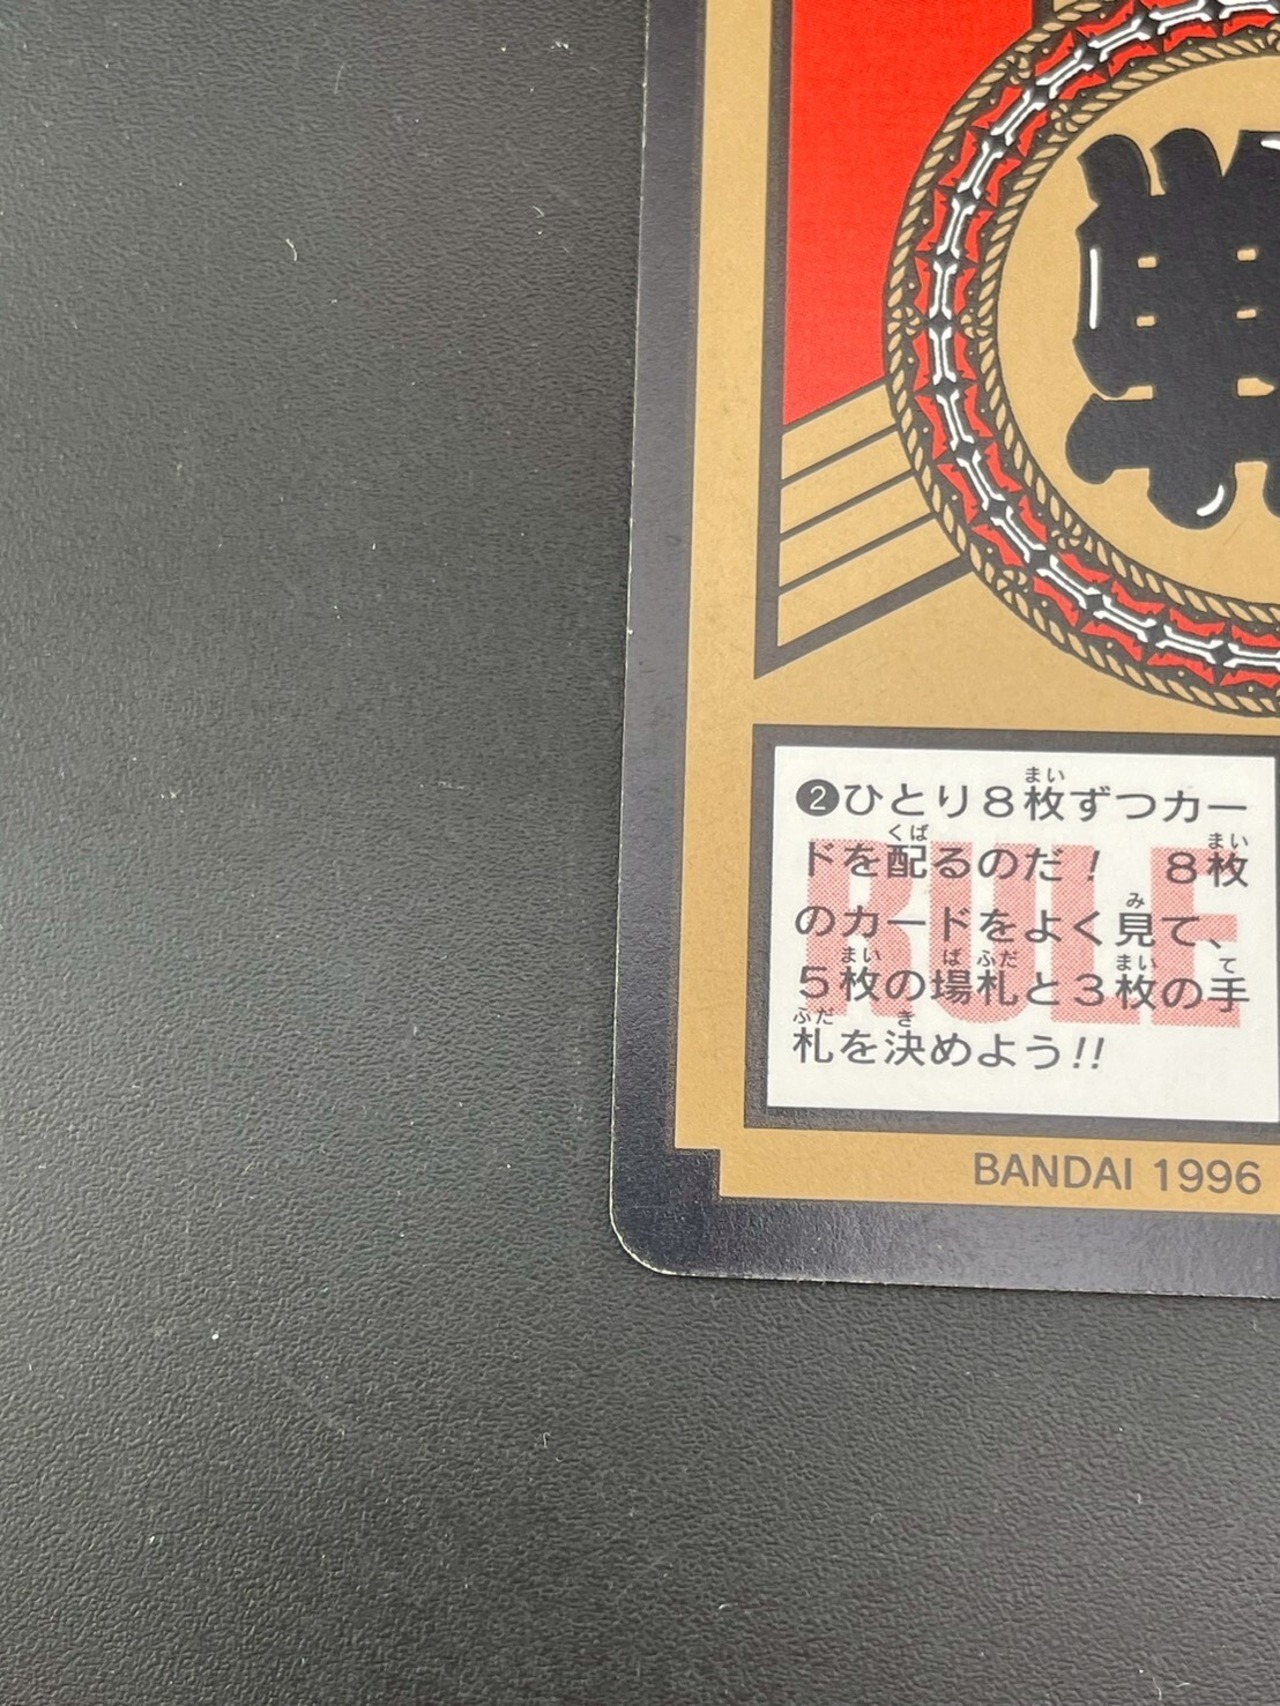 ❷ひとり8枚ずつカー
ドを配るのだ！　8枚
のカードをよく見て、
5枚の場札と3枚の手
札を決めよう!!
RULE
BANDAI 1996